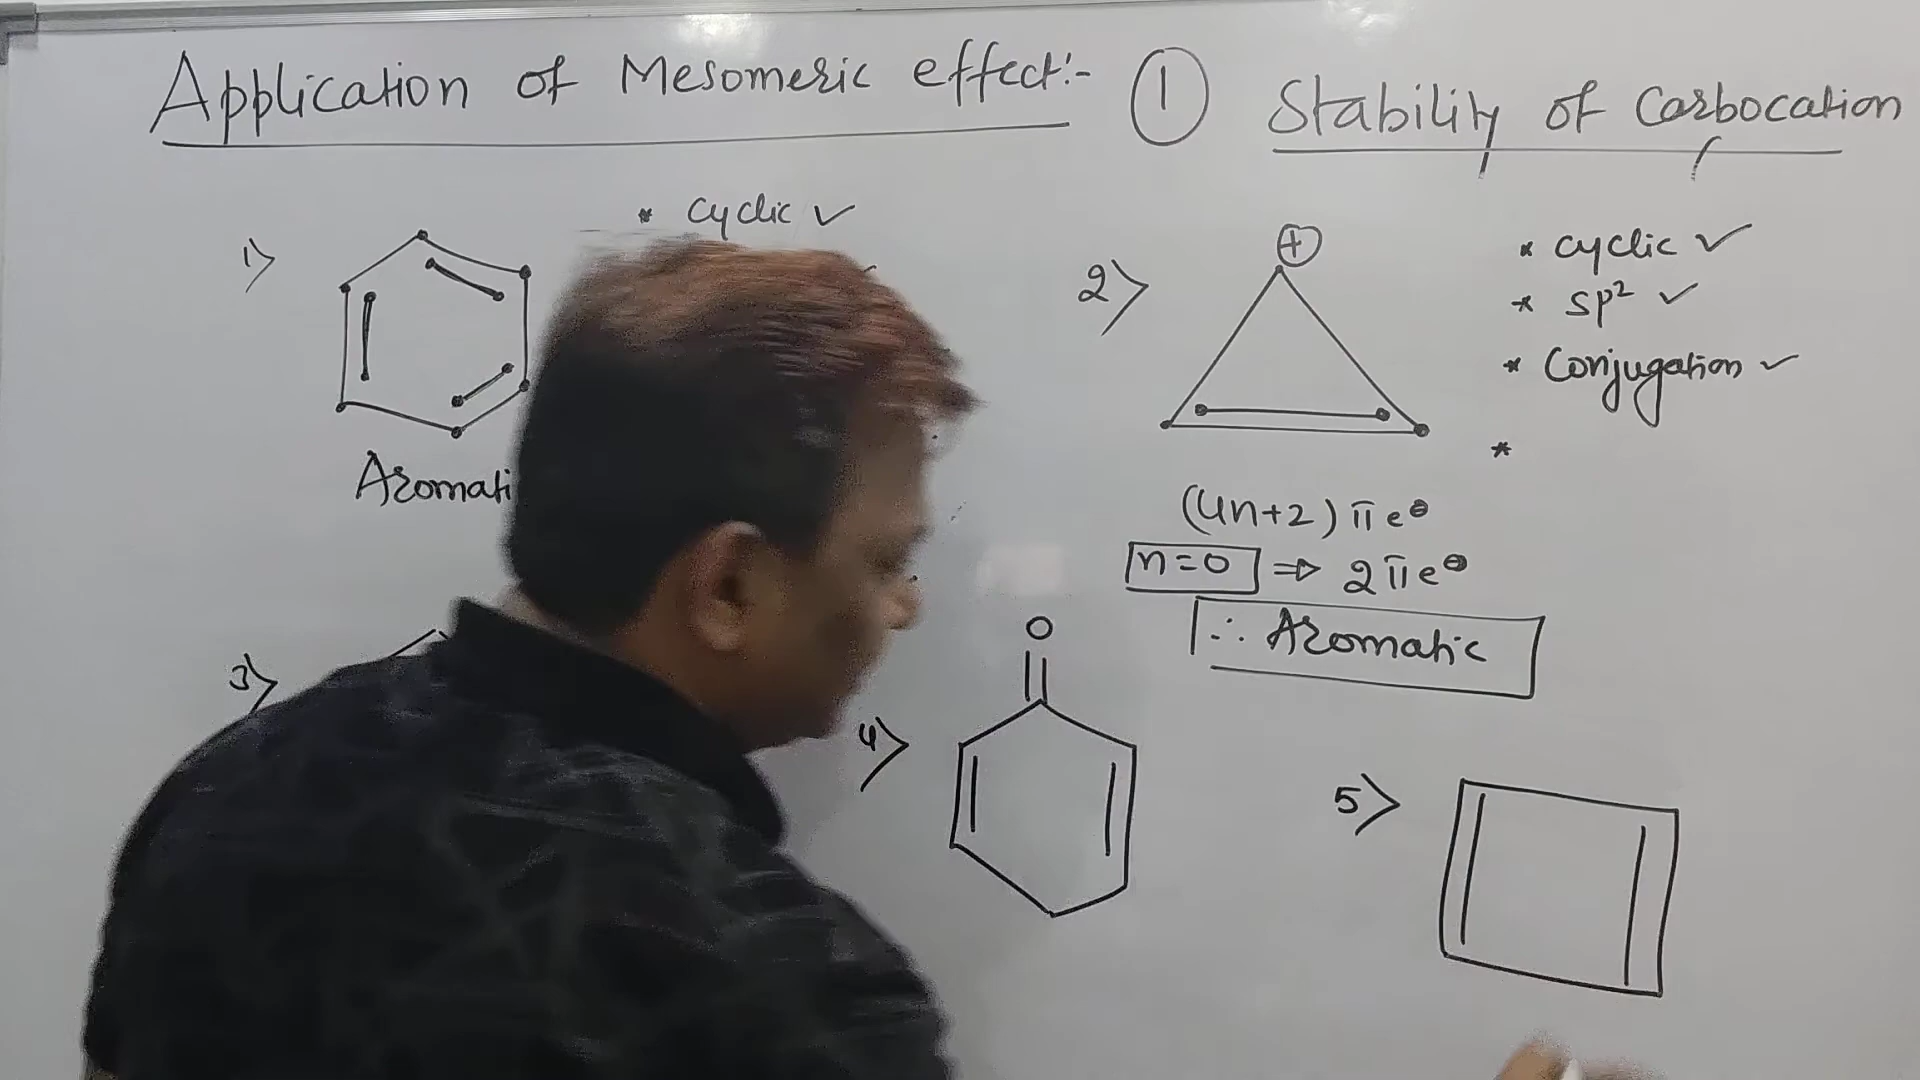 Application of Mesomeric effect:- ① Stability of Carbocation
1>
* cyclic ✓
Aromati
2>
⊕
* cyclic ✓
* sp² ✓
* Conjugation ✓
*
(4n+2) π e⊖
n=0 ⇒ 2πe⊖
∴ Aromatic
3>
4>
O
5>